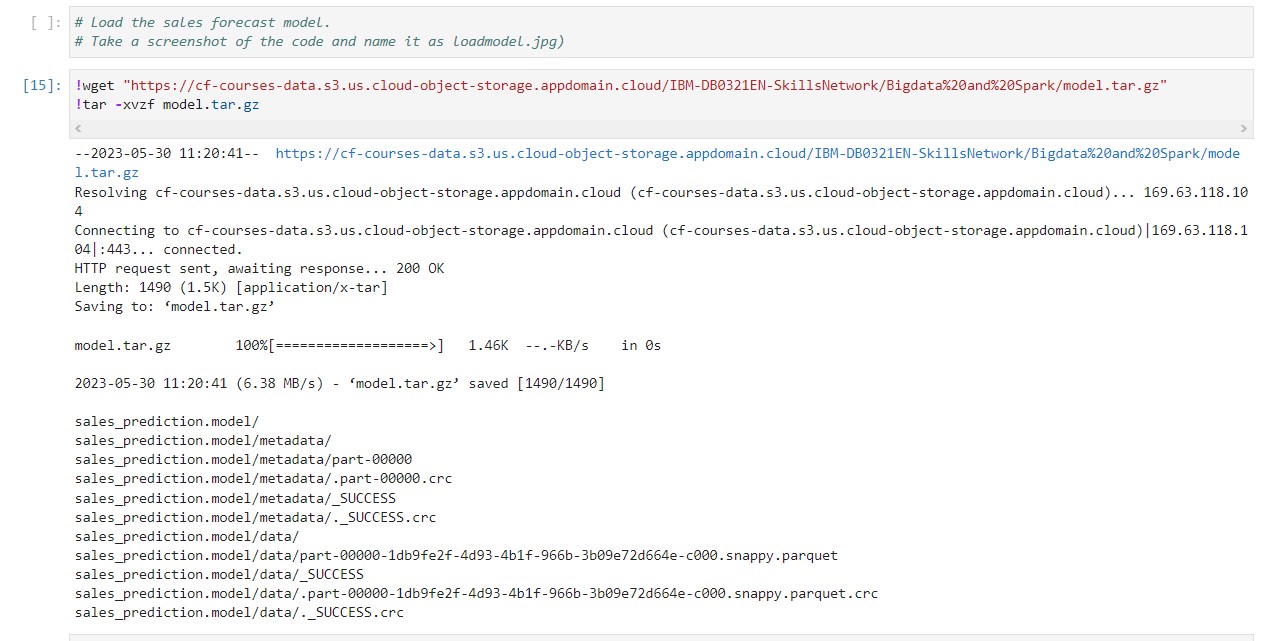 [ ]: # Load the sales forecast model.
# Take a screenshot of the code and name it as loadmodel.jpg)
[15]: !wget "https://cf-courses-data.s3.us.cloud-object-storage.appdomain.cloud/IBM-DB0321EN-SkillsNetwork/Bigdata%20and%20Spark/model.tar.gz"
!tar -xvzf model.tar.gz
--2023-05-30 11:20:41--  https://cf-courses-data.s3.us.cloud-object-storage.appdomain.cloud/IBM-DB0321EN-SkillsNetwork/Bigdata%20and%20Spark/mode
l.tar.gz
Resolving cf-courses-data.s3.us.cloud-object-storage.appdomain.cloud (cf-courses-data.s3.us.cloud-object-storage.appdomain.cloud)... 169.63.118.10
4
Connecting to cf-courses-data.s3.us.cloud-object-storage.appdomain.cloud (cf-courses-data.s3.us.cloud-object-storage.appdomain.cloud)|169.63.118.1
04|:443... connected.
HTTP request sent, awaiting response... 200 OK
Length: 1490 (1.5K) [application/x-tar]
Saving to: ‘model.tar.gz’
model.tar.gz        100%[===================>]   1.46K  --.-KB/s    in 0s
2023-05-30 11:20:41 (6.38 MB/s) - ‘model.tar.gz’ saved [1490/1490]
sales_prediction.model/
sales_prediction.model/metadata/
sales_prediction.model/metadata/part-00000
sales_prediction.model/metadata/.part-00000.crc
sales_prediction.model/metadata/_SUCCESS
sales_prediction.model/metadata/._SUCCESS.crc
sales_prediction.model/data/
sales_prediction.model/data/part-00000-1db9fe2f-4d93-4b1f-966b-3b09e72d664e-c000.snappy.parquet
sales_prediction.model/data/_SUCCESS
sales_prediction.model/data/.part-00000-1db9fe2f-4d93-4b1f-966b-3b09e72d664e-c000.snappy.parquet.crc
sales_prediction.model/data/._SUCCESS.crc